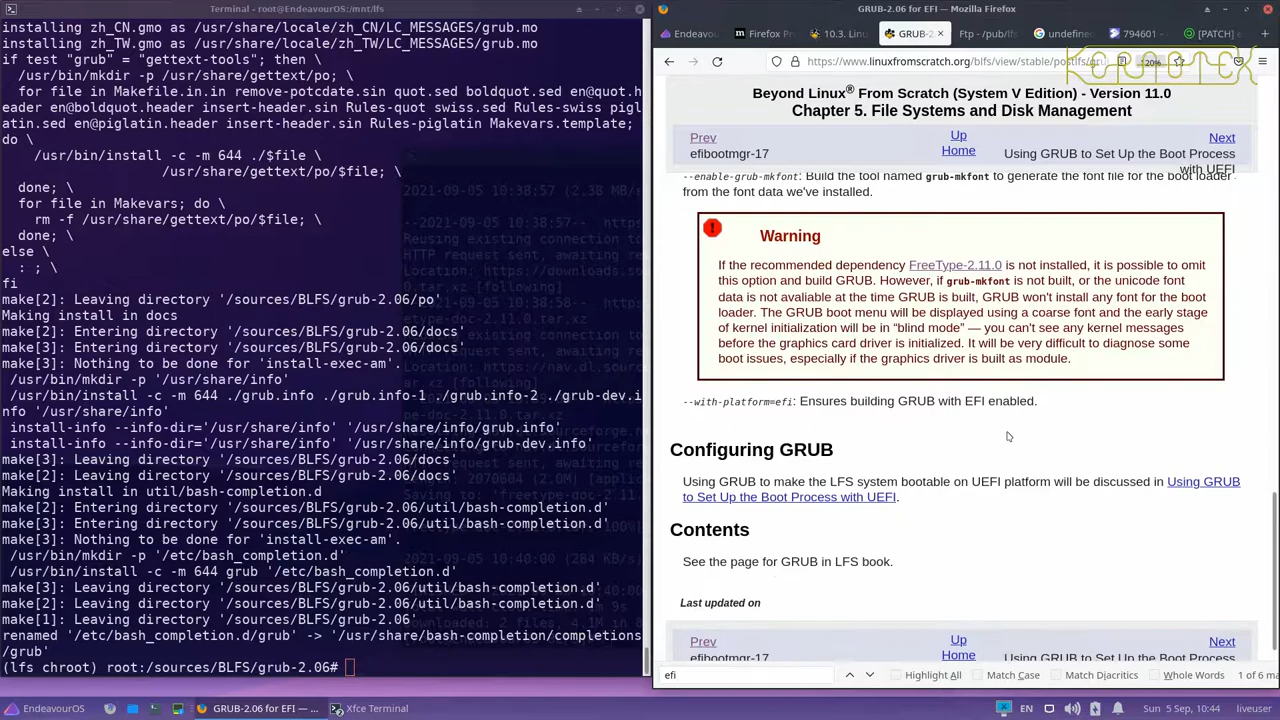 Terminal - root@EndeavourOS:/mnt/lfs
installing zh_CN.gmo as /usr/share/locale/zh_CN/LC_MESSAGES/grub.mo
installing zh_TW.gmo as /usr/share/locale/zh_TW/LC_MESSAGES/grub.mo
if test "grub" = "gettext-tools"; then \
/usr/bin/mkdir -p /usr/share/gettext/po; \
for file in Makefile.in.in remove-potcdate.sin quot.sed boldquot.sed en@quot.h
eader en@boldquot.header insert-header.sin Rules-quot swiss.sed Rules-swiss pigl
atin.sed en@piglatin.header insert-header.sin Rules-piglatin Makevars.template;
do \
/usr/bin/install -c -m 644 ./$file \
/usr/share/gettext/po/$file; \
done; \
for file in Makevars; do \
rm -f /usr/share/gettext/po/$file; \
done; \
else \
: ; \
fi
make[2]: Leaving directory '/sources/BLFS/grub-2.06/po'
Making install in docs
make[2]: Entering directory '/sources/BLFS/grub-2.06/docs'
make[3]: Entering directory '/sources/BLFS/grub-2.06/docs'
make[3]: Nothing to be done for 'install-exec-am'.
/usr/bin/mkdir -p '/usr/share/info'
/usr/bin/install -c -m 644 ./grub.info ./grub.info-1 ./grub.info-2 ./grub-dev.i
nfo '/usr/share/info'
install-info --info-dir='/usr/share/info' '/usr/share/info/grub.info'
install-info --info-dir='/usr/share/info' '/usr/share/info/grub-dev.info'
make[3]: Leaving directory '/sources/BLFS/grub-2.06/docs'
make[2]: Leaving directory '/sources/BLFS/grub-2.06/docs'
Making install in util/bash-completion.d
make[2]: Entering directory '/sources/BLFS/grub-2.06/util/bash-completion.d'
make[3]: Entering directory '/sources/BLFS/grub-2.06/util/bash-completion.d'
make[3]: Nothing to be done for 'install-exec-am'.
/usr/bin/mkdir -p '/etc/bash_completion.d'
/usr/bin/install -c -m 644 grub '/etc/bash_completion.d'
make[3]: Leaving directory '/sources/BLFS/grub-2.06/util/bash-completion.d'
make[2]: Leaving directory '/sources/BLFS/grub-2.06/util/bash-completion.d'
make[1]: Leaving directory '/sources/BLFS/grub-2.06'
renamed '/etc/bash_completion.d/grub' -> '/usr/share/bash-completion/completions
/grub'
(lfs chroot) root:/sources/BLFS/grub-2.06#
GRUB-2.06 for EFI — Mozilla Firefox
Endeavour
Firefox Pr
10.3. Linu
GRUB-2
Ftp - /pub/lfs
undefined
794601 -
[PATCH] e
https://www.linuxfromscratch.org/blfs/view/stable/postlfs/gru
120%
Beyond Linux® From Scratch (System V Edition) - Version 11.0
Chapter 5. File Systems and Disk Management
Prev
efibootmgr-17
Up
Home
Next
Using GRUB to Set Up the Boot Process
with UEFI
--enable-grub-mkfont: Build the tool named grub-mkfont to generate the font file for the boot loader
from the font data we've installed.
Warning
If the recommended dependency FreeType-2.11.0 is not installed, it is possible to omit
this option and build GRUB. However, if grub-mkfont is not built, or the unicode font
data is not avaliable at the time GRUB is built, GRUB won't install any font for the boot
loader. The GRUB boot menu will be displayed using a coarse font and the early stage
of kernel initialization will be in “blind mode” — you can't see any kernel messages
before the graphics card driver is initialized. It will be very difficult to diagnose some
boot issues, especially if the graphics driver is built as module.
--with-platform=efi: Ensures building GRUB with EFI enabled.
Configuring GRUB
Using GRUB to make the LFS system bootable on UEFI platform will be discussed in Using GRUB
to Set Up the Boot Process with UEFI.
Contents
See the page for GRUB in LFS book.
Last updated on
Prev
efibootmgr-17
Up
Home
Next
Using GRUB to Set Up the Boot Process
efi
Highlight All
Match Case
Match Diacritics
Whole Words
1 of 6 ma
EndeavourOS
GRUB-2.06 for EFI — ...
Xfce Terminal
EN
Sun 5 Sep, 10:44
liveuser